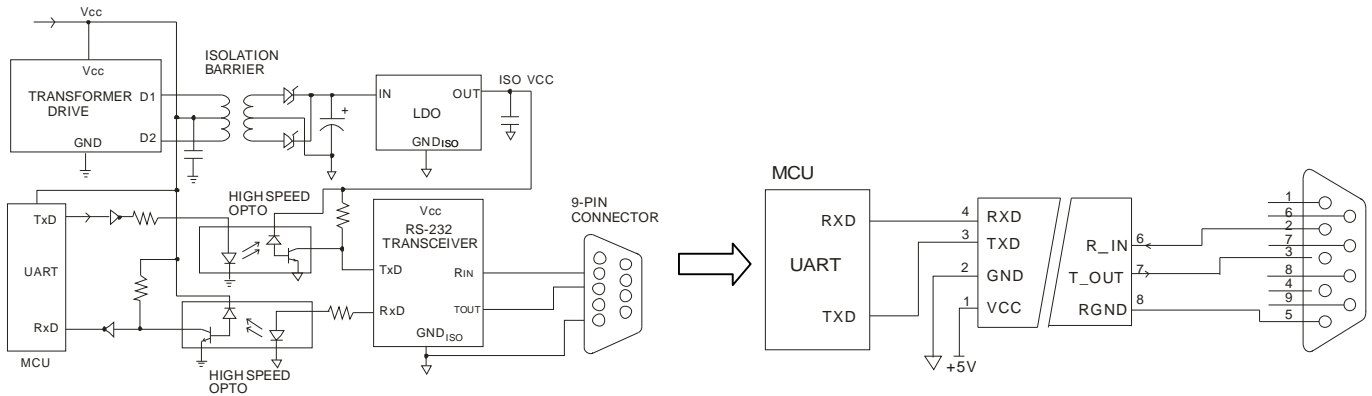 Vcc
Vcc
TRANSFORMER
DRIVE
D1
D2
GND
ISOLATION
BARRIER
+
IN
OUT
LDO
GNDISO
ISO VCC
HIGH SPEED
OPTO
TxD
UART
RxD
MCU
HIGH SPEED
OPTO
Vcc
RS-232
TRANSCEIVER
TxD
RIN
RxD
TOUT
GNDISO
9-PIN
CONNECTOR
MCU
RXD
UART
TXD
4
3
2
1
RXD
TXD
GND
VCC
+5V
R_IN
T_OUT
RGND
6
7
8
1
6
2
7
3
8
4
9
5